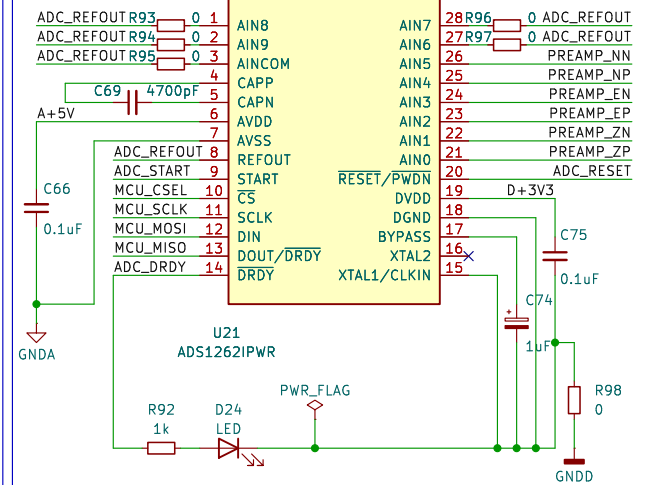 ADC_REFOUT R93 0 1 AIN8 AIN7 28 R96 0 ADC_REFOUT
ADC_REFOUT R94 0 2 AIN9 AIN6 27 R97 0 ADC_REFOUT
ADC_REFOUT R95 0 3 AINCOM AIN5 26 PREAMP_NN
4 CAPP AIN4 25 PREAMP_NP
C69 4700pF 5 CAPN AIN3 24 PREAMP_EN
A+5V 6 AVDD AIN2 23 PREAMP_EP
7 AVSS AIN1 22 PREAMP_ZN
ADC_REFOUT 8 REFOUT AIN0 21 PREAMP_ZP
ADC_START 9 START RESET/PWDN 20 ADC_RESET
MCU_CSEL 10 CS DVDD 19 D+3V3
MCU_SCLK 11 SCLK DGND 18
MCU_MOSI 12 DIN BYPASS 17
MCU_MISO 13 DOUT/DRDY XTAL2 16
ADC_DRDY 14 DRDY XTAL1/CLKIN 15
C66
0.1uF
C75
0.1uF
C74
+
1uF
GNDA
U21
ADS1262IPWR
PWR_FLAG
R98
0
R92
1k
D24
LED
GNDD